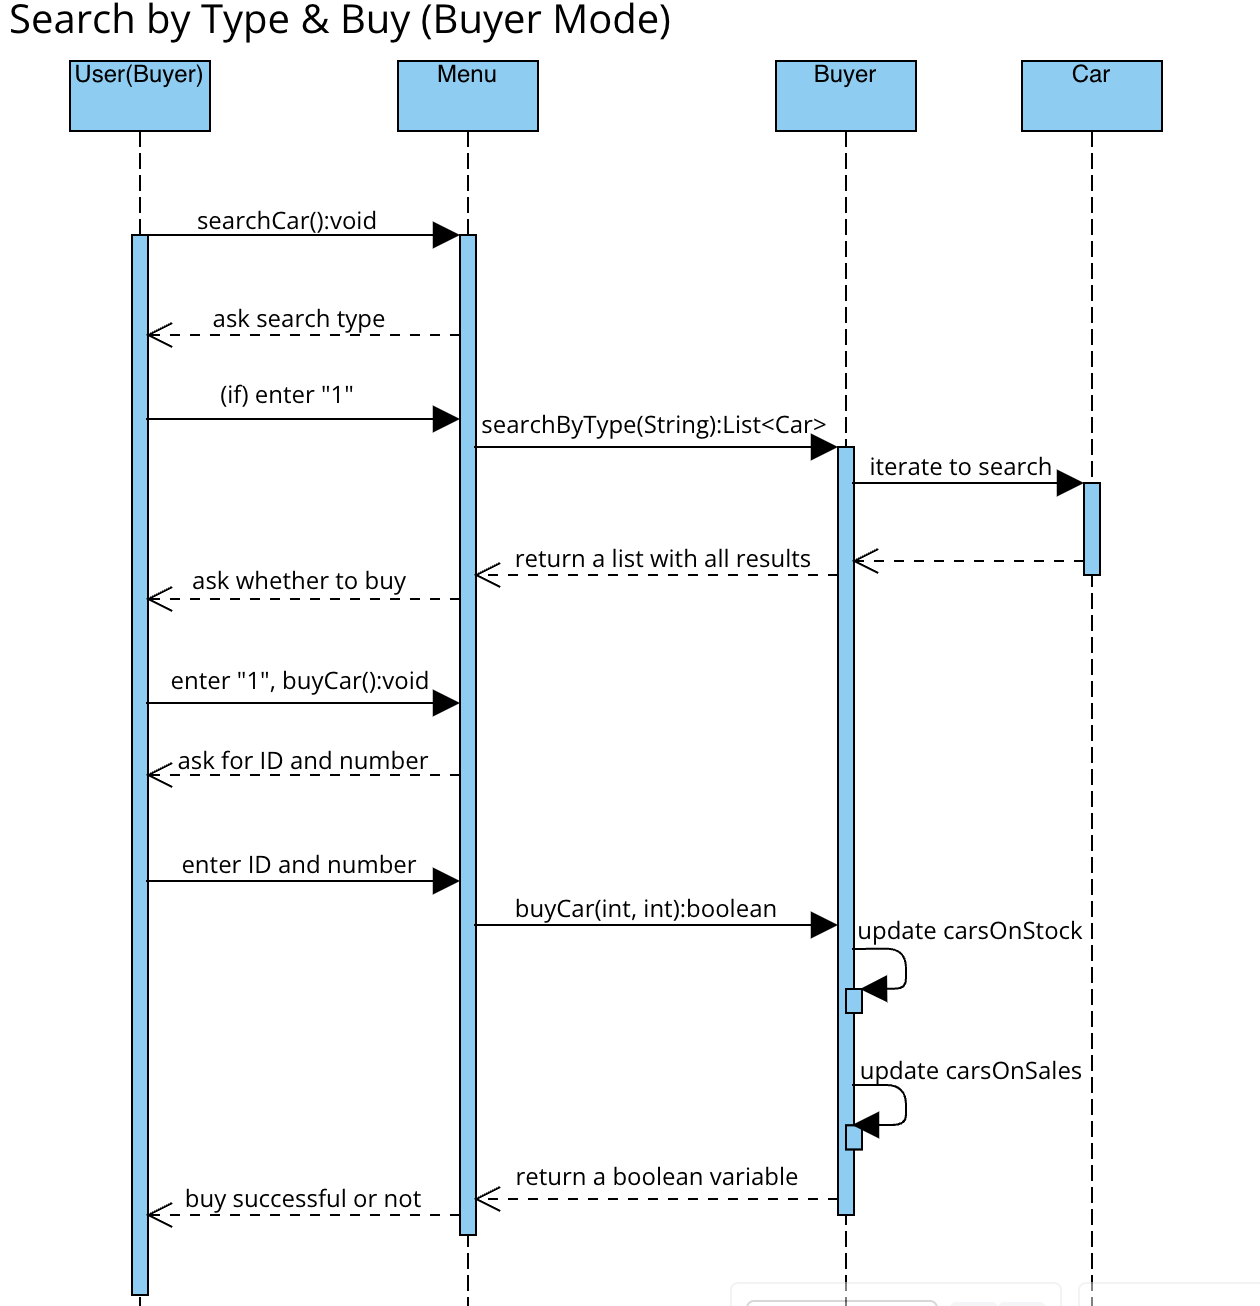 Search by Type & Buy (Buyer Mode)
User(Buyer)
Menu
Buyer
Car
searchCar():void
ask search type
(if) enter "1"
searchByType(String):List<Car>
iterate to search
return a list with all results
ask whether to buy
enter "1", buyCar():void
ask for ID and number
enter ID and number
buyCar(int, int):boolean
update carsOnStock
update carsOnSales
return a boolean variable
buy successful or not